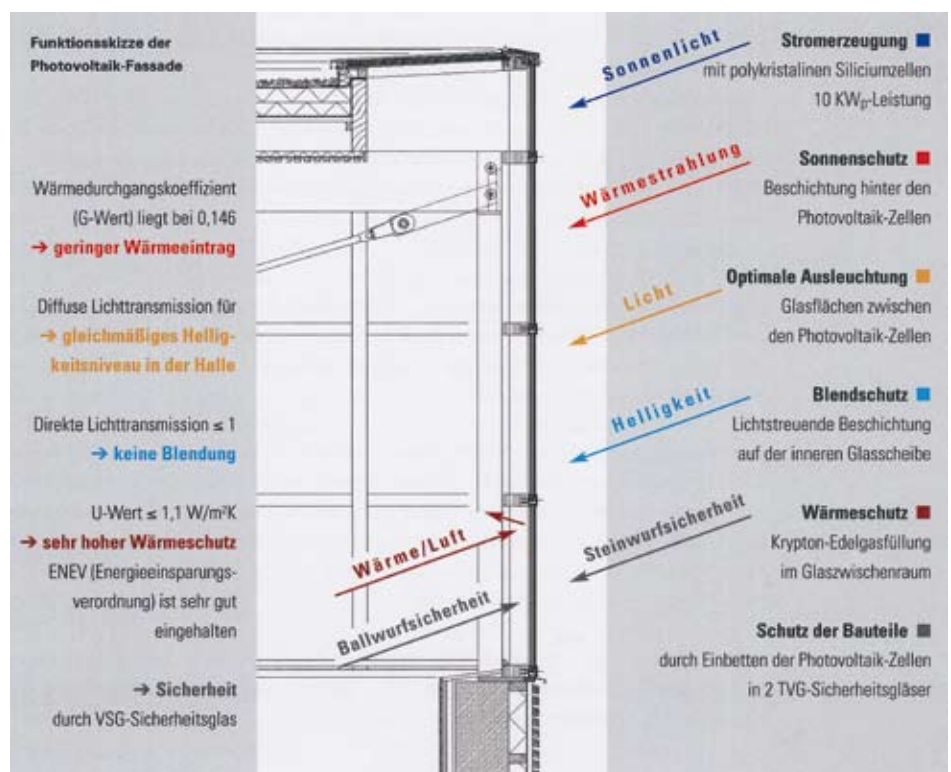 Funktionsskizze der
Photovoltaik-Fassade
Wärmedurchgangskoeffizient
(G-Wert) liegt bei 0,146
→ geringer Wärmeeintrag
Diffuse Lichttransmission für
→ gleichmäßiges Hellig-
keitsniveau in der Halle
Direkte Lichttransmission ≤ 1
→ keine Blendung
U-Wert ≤ 1,1 W/m²K
→ sehr hoher Wärmeschutz
ENEV (Energieeinsparungs-
verordnung) ist sehr gut
eingehalten
→ Sicherheit
durch VSG-Sicherheitsglas
Sonnenlicht
Wärmestrahlung
Licht
Helligkeit
Steinwurfsicherheit
Wärme/Luft
Ballwurfsicherheit
Stromerzeugung
mit polykristalinen Siliciumzellen
10 KWp-Leistung
Sonnenschutz
Beschichtung hinter den
Photovoltaik-Zellen
Optimale Ausleuchtung
Glasflächen zwischen
den Photovoltaik-Zellen
Blendschutz
Lichtstreuende Beschichtung
auf der inneren Glasscheibe
Wärmeschutz
Krypton-Edelgasfüllung
im Glaszwischenraum
Schutz der Bauteile
durch Einbetten der Photovoltaik-Zellen
in 2 TVG-Sicherheitsgläser